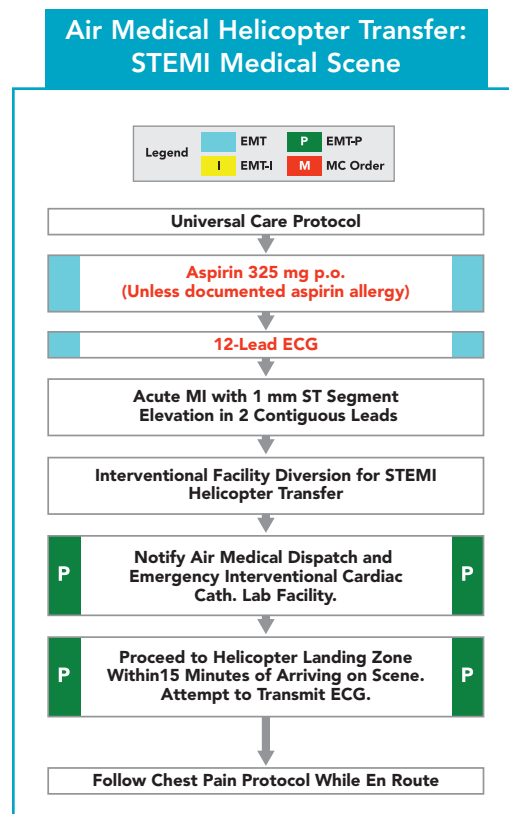 Air Medical Helicopter Transfer:
STEMI Medical Scene
Legend
EMT
P EMT-P
I EMT-I
M MC Order
Universal Care Protocol
Aspirin 325 mg p.o.
(Unless documented aspirin allergy)
12-Lead ECG
Acute MI with 1 mm ST Segment
Elevation in 2 Contiguous Leads
Interventional Facility Diversion for STEMI
Helicopter Transfer
P
Notify Air Medical Dispatch and
Emergency Interventional Cardiac
Cath. Lab Facility.
P
P
Proceed to Helicopter Landing Zone
Within15 Minutes of Arriving on Scene.
Attempt to Transmit ECG.
P
Follow Chest Pain Protocol While En Route